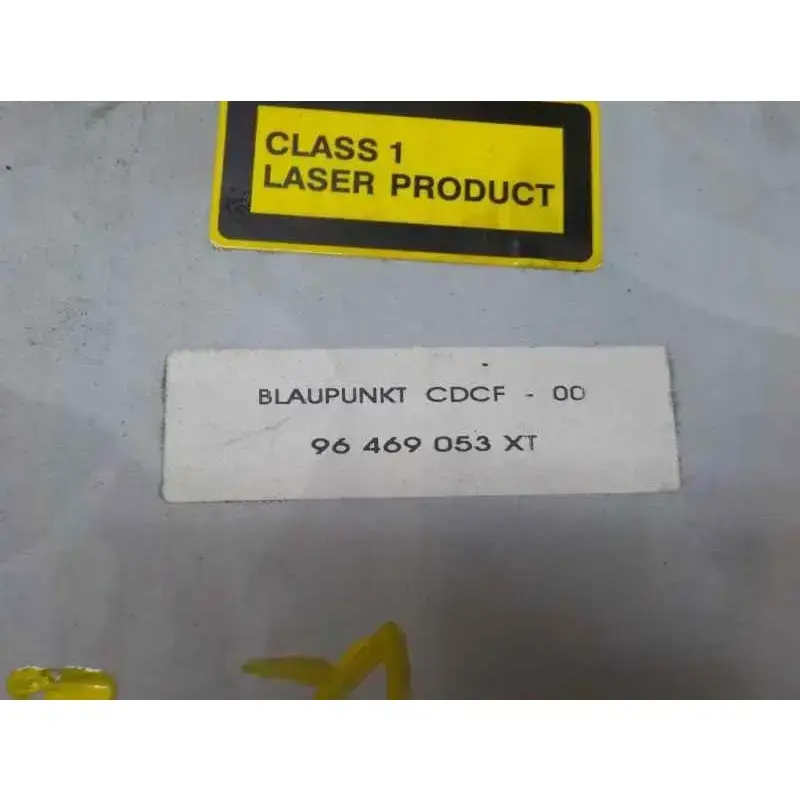 CLASS 1
LASER PRODUCT
BLAUPUNKT CDCF - 00
96 469 053 XT